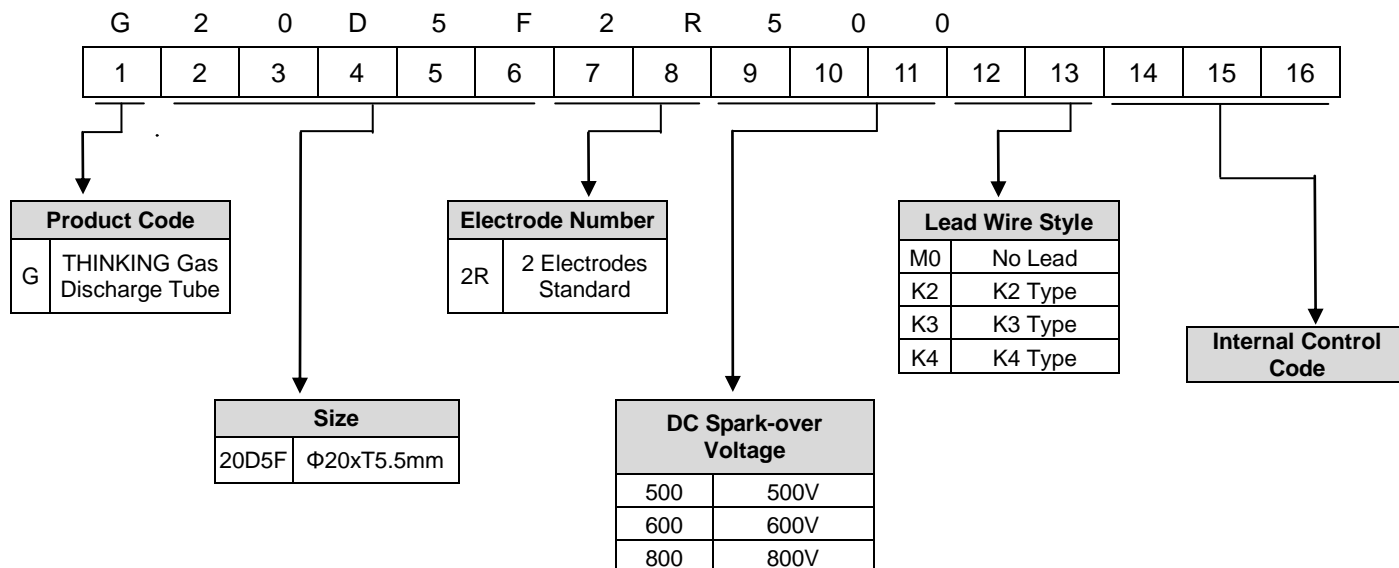 G 2 0 D 5 F 2 R 5 0 0
1 2 3 4 5 6 7 8 9 10 11 12 13 14 15 16
Product Code
G THINKING Gas
Discharge Tube
Electrode Number
2R 2 Electrodes
Standard
Lead Wire Style
M0 No Lead
K2 K2 Type
K3 K3 Type
K4 K4 Type
Internal Control
Code
Size
20D5F Φ20xT5.5mm
DC Spark-over
Voltage
500 500V
600 600V
800 800V